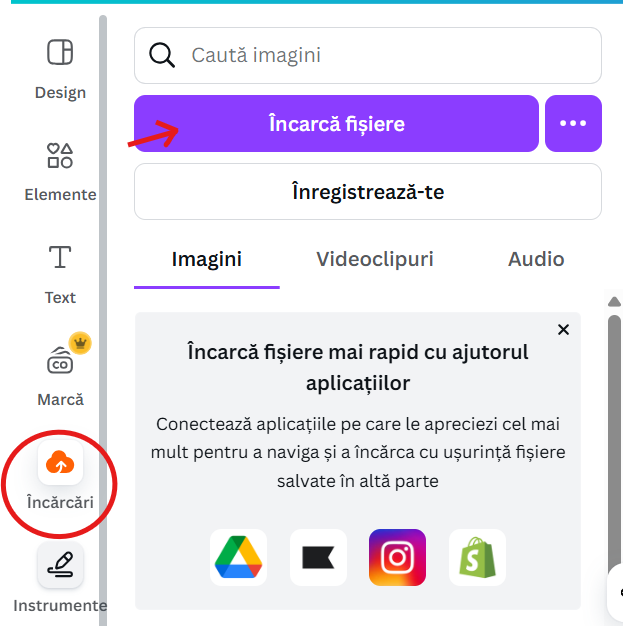 Design
Elemente
Text
CO
Marcă
Încărcări
Instrumente
Caută imagini
Încarcă fișiere
Înregistrează-te
Imagini
Videoclipuri
Audio
Încarcă fișiere mai rapid cu ajutorul
aplicațiilor
Conectează aplicațiile pe care le apreciezi cel mai
mult pentru a naviga și a încărca cu ușurință fișiere
salvate în altă parte